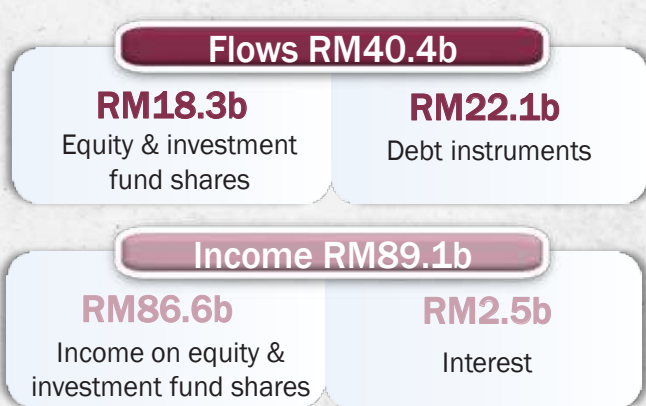 Flows RM40.4b
RM18.3b
Equity & investment
fund shares
RM22.1b
Debt instruments
Income RM89.1b
RM86.6b
Income on equity &
investment fund shares
RM2.5b
Interest